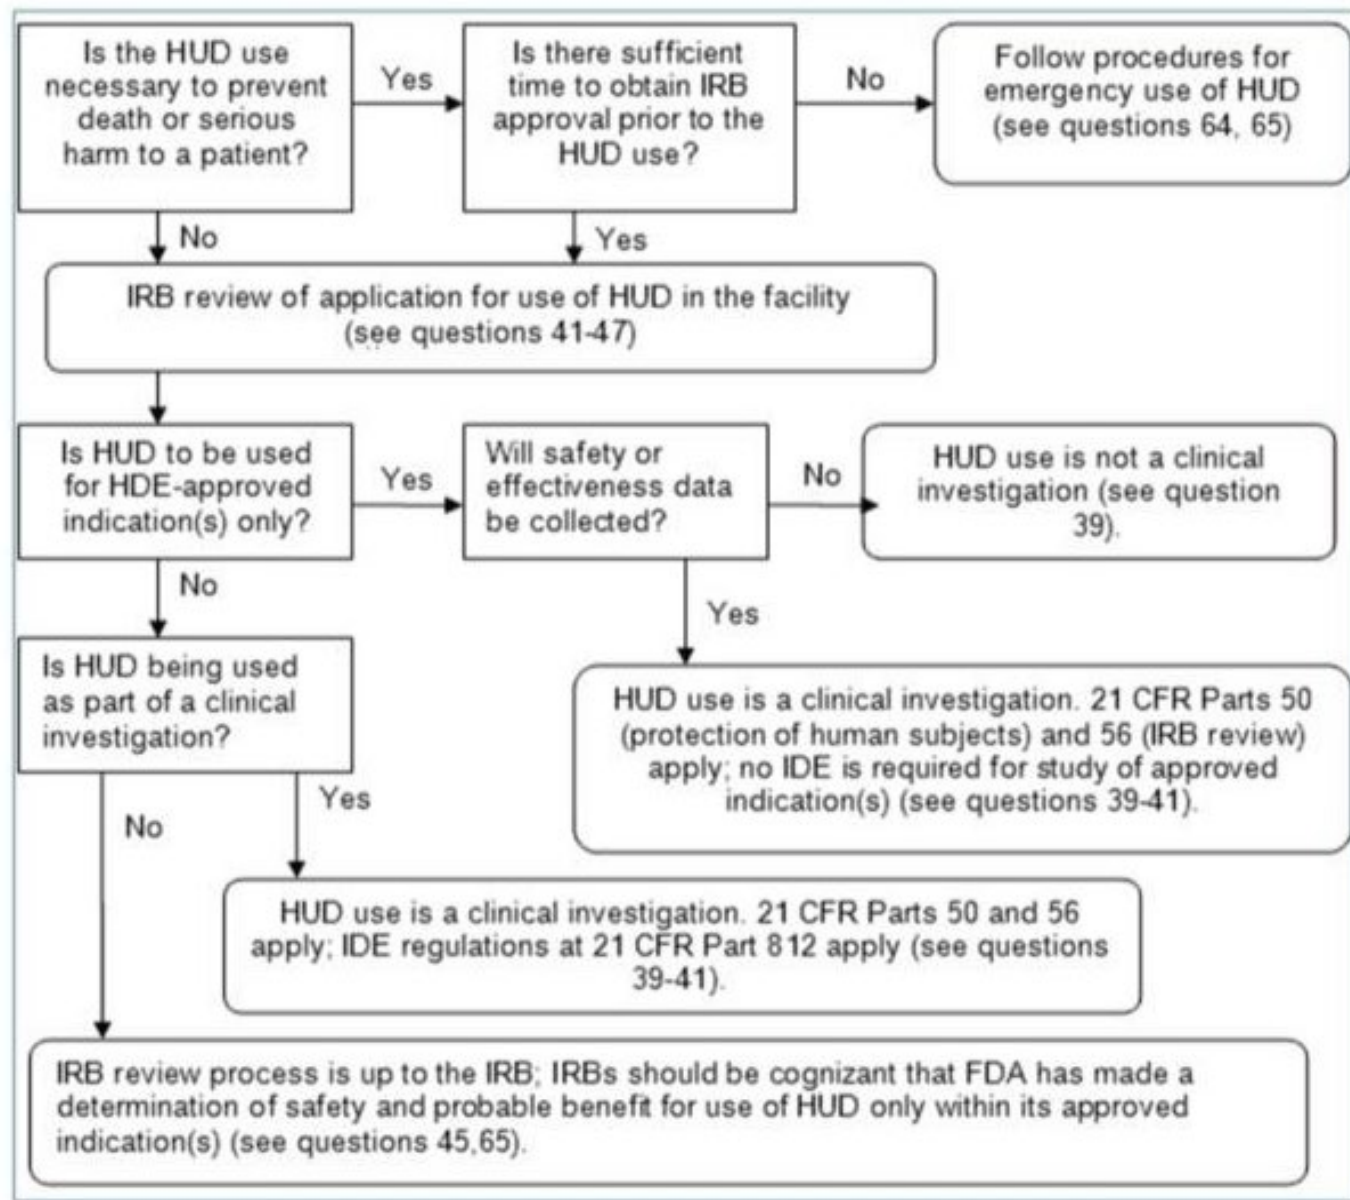 Is the HUD use
necessary to prevent
death or serious
harm to a patient?
Yes
Is there sufficient
time to obtain IRB
approval prior to the
HUD use?
No
Follow procedures for
emergency use of HUD
(see questions 64, 65)
No
Yes
IRB review of application for use of HUD in the facility
(see questions 41-47)
Is HUD to be used
for HDE-approved
indication(s) only?
Yes
Will safety or
effectiveness data
be collected?
No
HUD use is not a clinical
investigation (see question
39).
No
Yes
Is HUD being used
as part of a clinical
investigation?
HUD use is a clinical investigation. 21 CFR Parts 50
(protection of human subjects) and 56 (IRB review)
apply; no IDE is required for study of approved
indication(s) (see questions 39-41).
No
Yes
HUD use is a clinical investigation. 21 CFR Parts 50 and 56
apply; IDE regulations at 21 CFR Part 812 apply (see questions
39-41).
IRB review process is up to the IRB; IRBs should be cognizant that FDA has made a
determination of safety and probable benefit for use of HUD only within its approved
indication(s) (see questions 45,65).